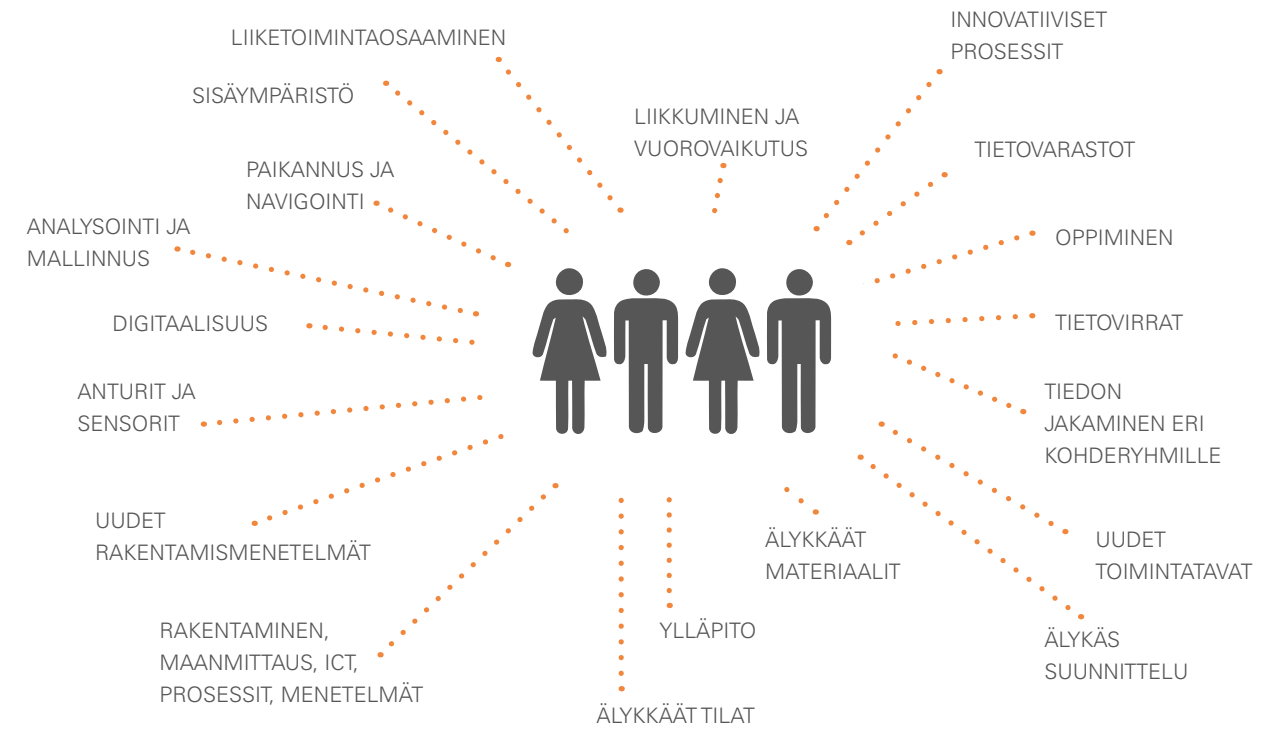 LIIKETOIMINTAOSAAMINEN
SISÄYMPÄRISTÖ
PAIKANNUS JA
NAVIGOINTI
ANALYSOINTI JA
MALLINNUS
DIGITAALISUUS
ANTURIT JA
SENSORIT
UUDET
RAKENTAMISMENETELMÄT
RAKENTAMINEN,
MAANMITTAUS, ICT,
PROSESSIT, MENETELMÄT
LIIKKUMINEN JA
VUOROVAIKUTUS
INNOVATIIVISET
PROSESSIT
TIETOVARASTOT
OPPIMINEN
TIETOVIRRAT
TIEDON
JAKAMINEN ERI
KOHDERYHMILLE
UUDET
TOIMINTATAVAT
ÄLYKÄS
SUUNNITTELU
ÄLYKKÄÄT
MATERIAALIT
YLLÄPITO
ÄLYKKÄÄT TILAT